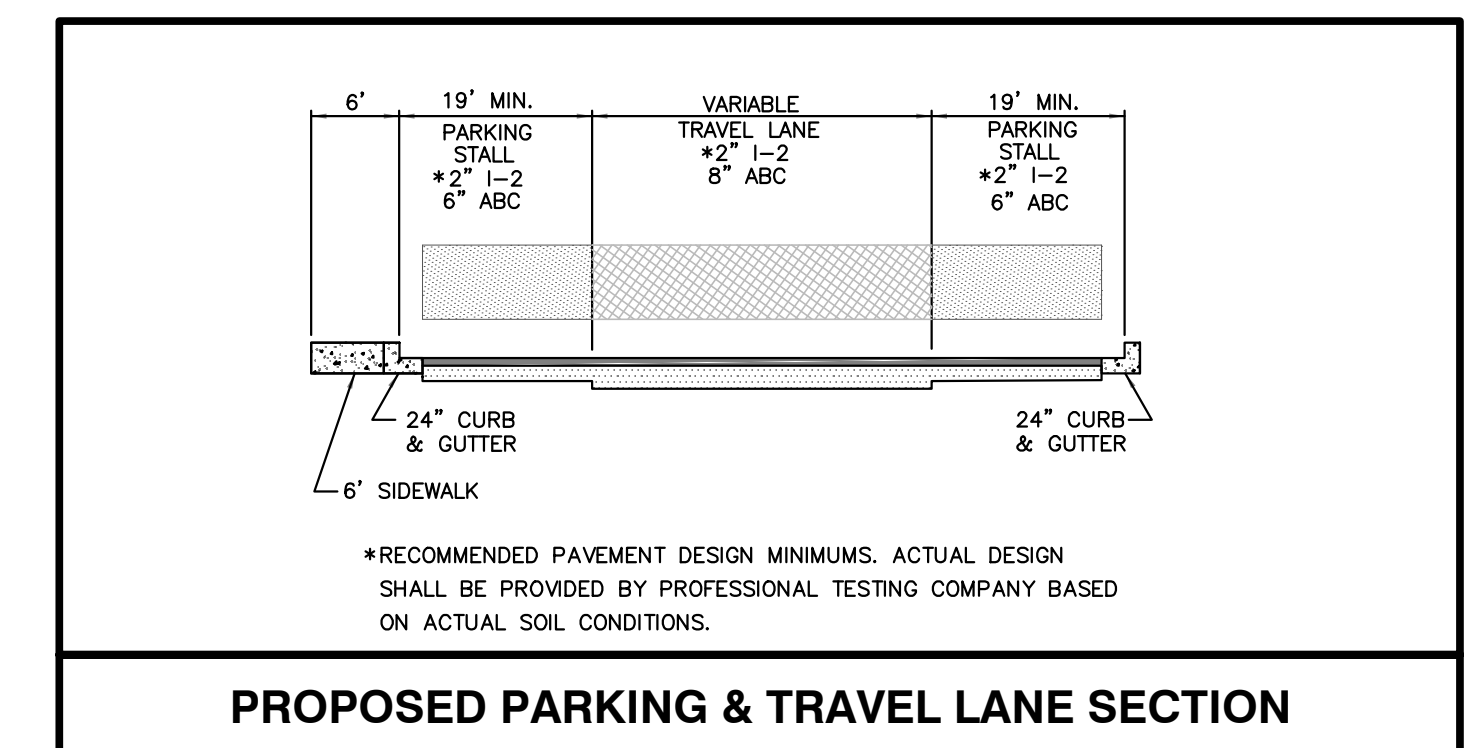 6’
19’ MIN.
PARKING
STALL
*2” I-2
6” ABC
VARIABLE
TRAVEL LANE
*2” I-2
8” ABC
19’ MIN.
PARKING
STALL
*2” I-2
6” ABC
24” CURB
& GUTTER
24” CURB
& GUTTER
6’ SIDEWALK
*RECOMMENDED PAVEMENT DESIGN MINIMUMS. ACTUAL DESIGN
SHALL BE PROVIDED BY PROFESSIONAL TESTING COMPANY BASED
ON ACTUAL SOIL CONDITIONS.
PROPOSED PARKING & TRAVEL LANE SECTION